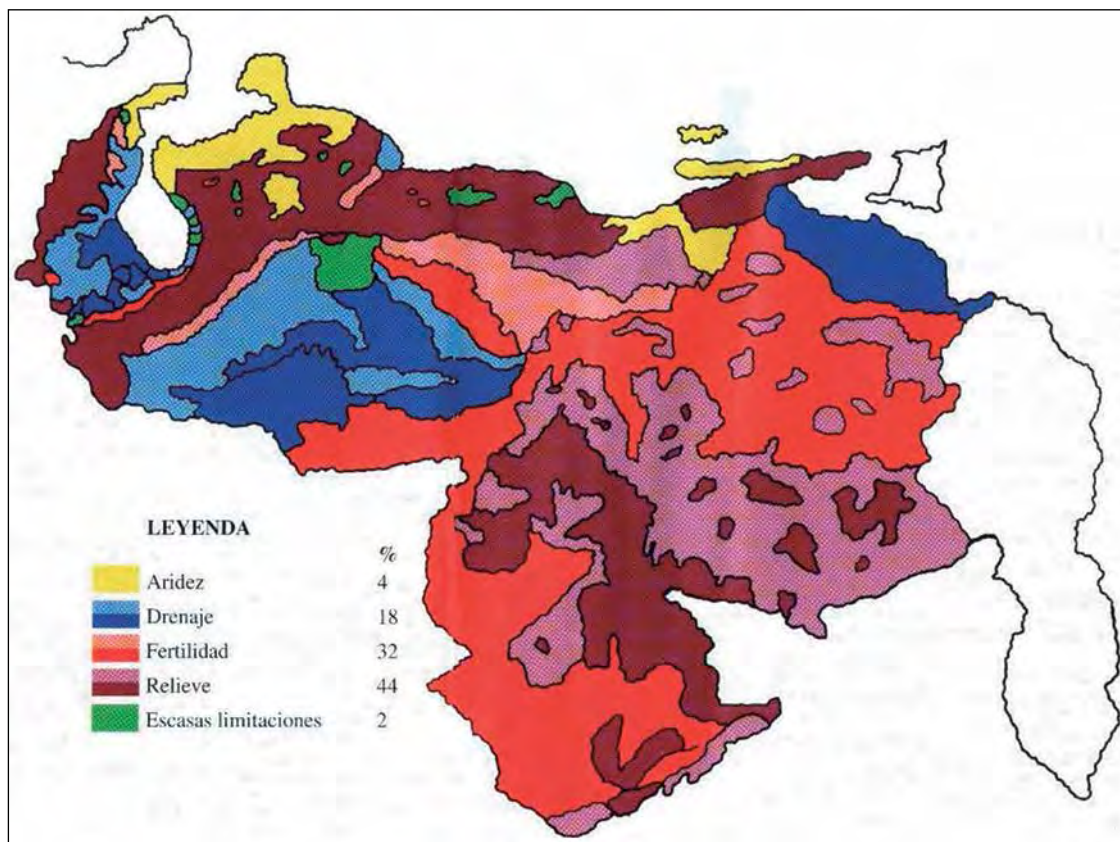 LEYENDA
%
Aridez 4
Drenaje 18
Fertilidad 32
Relieve 44
Escasas limitaciones 2